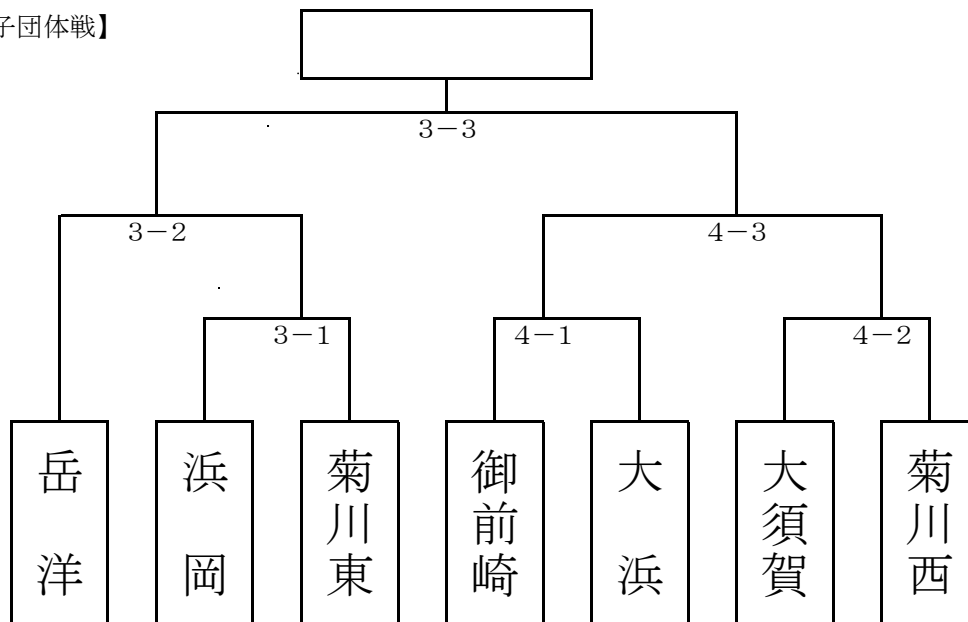 子団体戦】
3－3
3－2
4－3
3－1
4－1
4－2
岳洋
浜岡
菊川東
御前崎
大浜
大須賀
菊川西